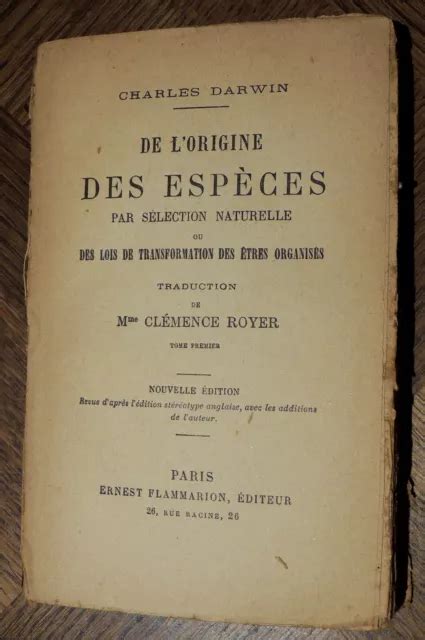 CHARLES DARWIN
DE L'ORIGINE
DES ESPÈCES
PAR SÉLECTION NATURELLE
OU
DES LOIS DE TRANSFORMATION DES ÊTRES ORGANISÉS
TRADUCTION
DE
Mme CLÉMENCE ROYER
TOME PREMIER
NOUVELLE ÉDITION
Revue d'après l'édition stéréotype anglaise, avec les additions
de l'auteur.
PARIS
ERNEST FLAMMARION, ÉDITEUR
26, RUE RACINE, 26